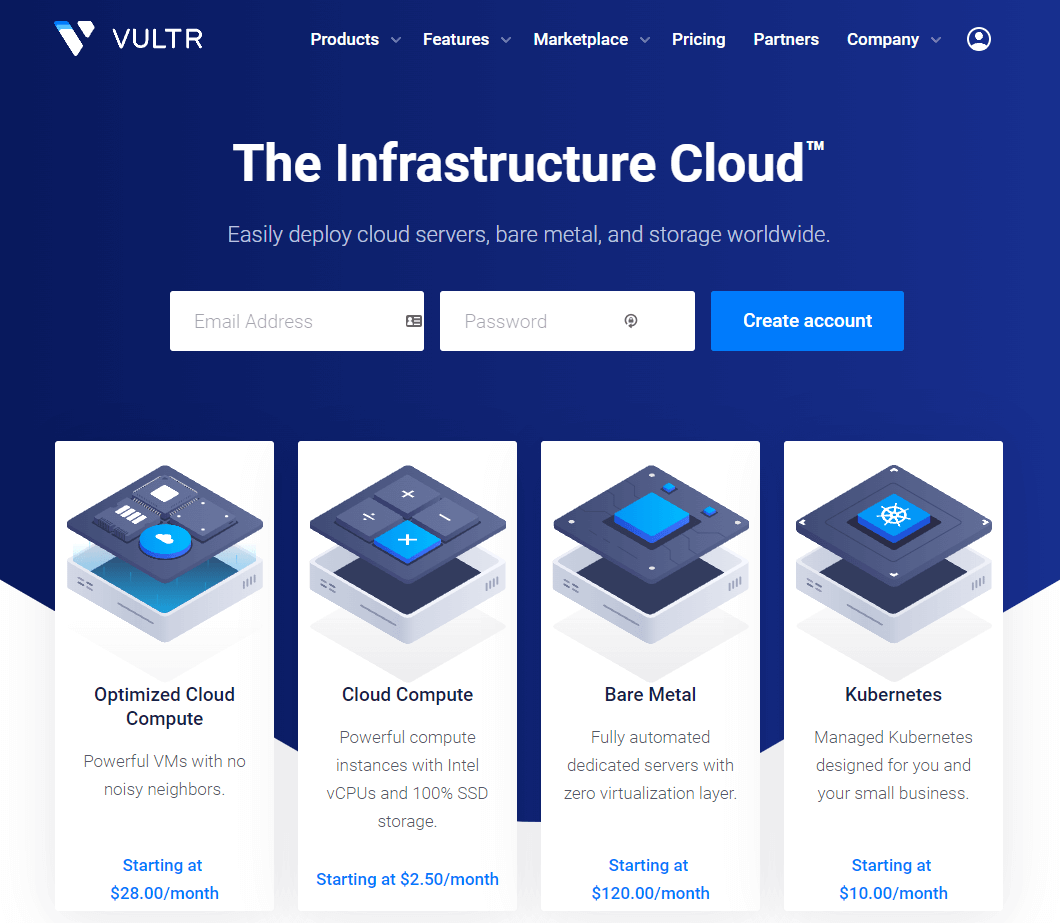 VULTR
Products Features Marketplace Pricing Partners Company
The Infrastructure Cloud™
Easily deploy cloud servers, bare metal, and storage worldwide.
Email Address Password Create account
Optimized Cloud
Compute
Powerful VMs with no
noisy neighbors.
Starting at
$28.00/month
Cloud Compute
Powerful compute
instances with Intel
vCPUs and 100% SSD
storage.
Starting at $2.50/month
Bare Metal
Fully automated
dedicated servers with
zero virtualization layer.
Starting at
$120.00/month
Kubernetes
Managed Kubernetes
designed for you and
your small business.
Starting at
$10.00/month